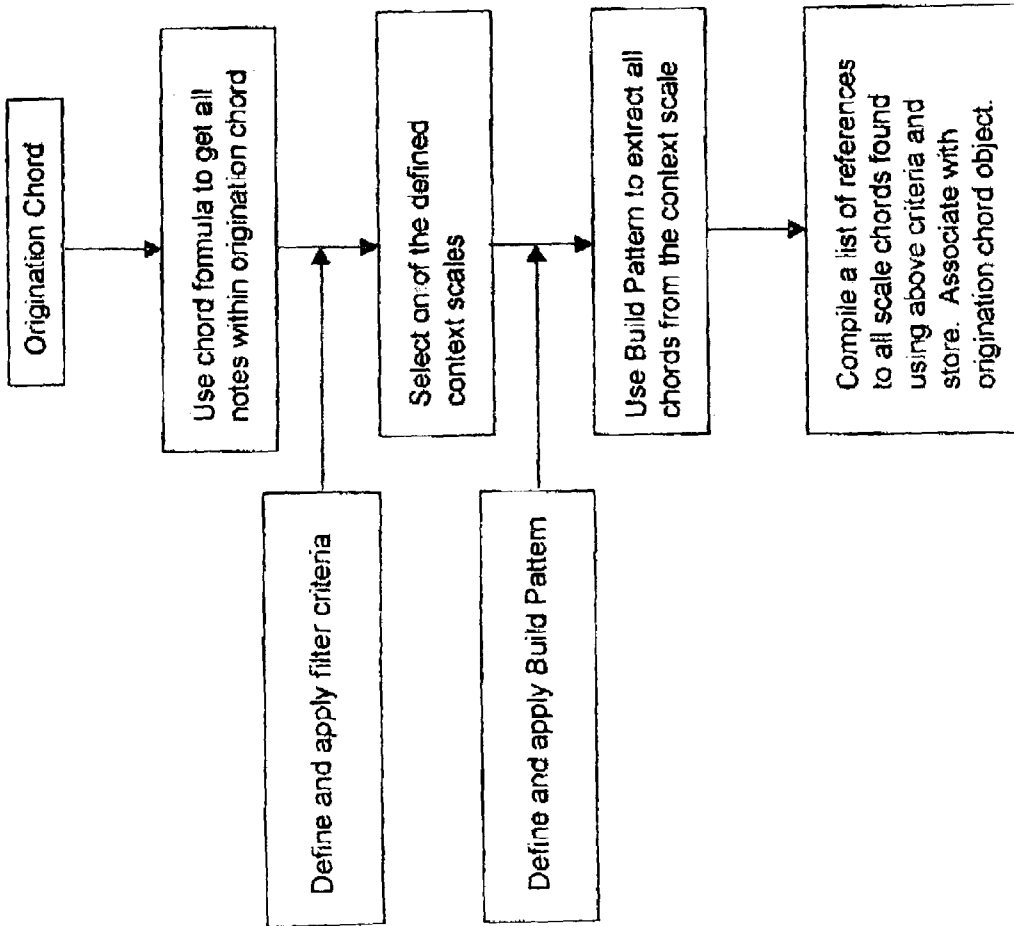 Origination Chord
Use chord fomula to get all
notes within origination chord
Define and apply filter criteria
Select on of the defined
context scales
Define and apply Build Pattern
Use Build Pattern to extract all
chords from the context scale
Compile a list of references
to all scale chords found
using above criteria and
store. Associate with
origination chord object.